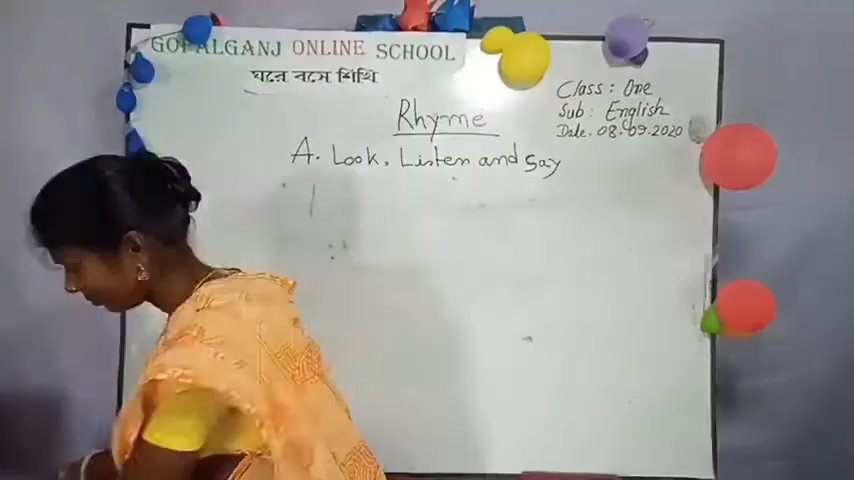 GOPALGANJ ONLINE SCHOOL
ঘরে বসে শিখি
Class : One
Sub : English
Date. 08.09.2020
Rhyme
A. Look, Listen and Say